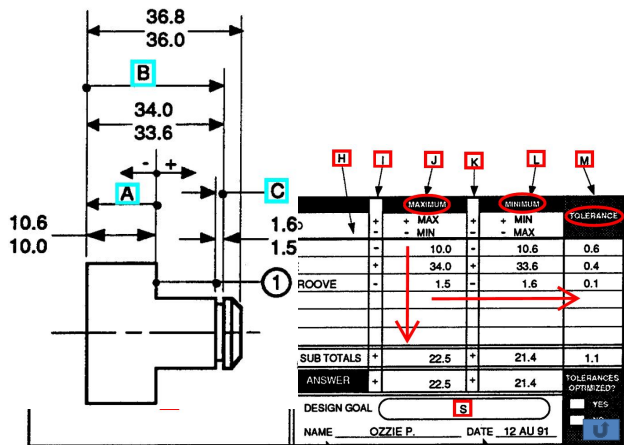 36.8
36.0
B
34.0
33.6
- +
A
C
10.6
10.0
1.6
1.5
1
H I J K L M
MAXIMUM MINIMUM TOLERANCE
+ + MAX + + MIN
- - MIN - - MAX
- 10.0 - 10.6 0.6
+ 34.0 + 33.6 0.4
ROOVE - 1.5 - 1.6 0.1
SUB TOTALS + 22.5 + 21.4 1.1
ANSWER + 22.5 + 21.4
TOLERANCES
OPTMIZED?
DESIGN GOAL S
YES
NAME OZZIE P. DATE 12 AU 91